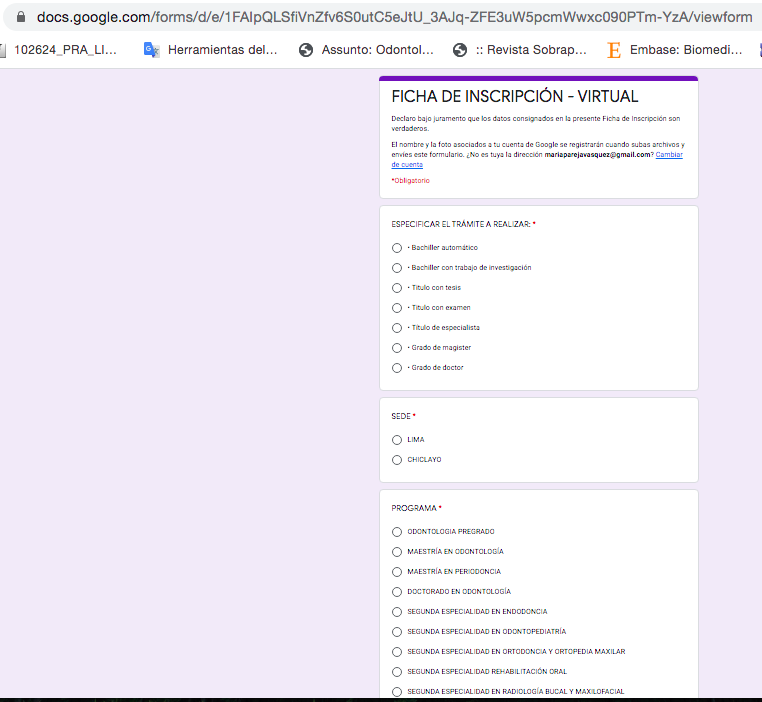 docs.google.com/forms/d/e/1FAIpQLSfiVnZfv6S0utC5eJtU_3AJq-ZFE3uW5pcmWwxc090PTm-YzA/viewform
102624_PRA_LI... Herramientas del... Assunto: Odontol... :: Revista Sobrap... E Embase: Biomedi...
FICHA DE INSCRIPCIÓN - VIRTUAL
Declaro bajo juramento que los datos consignados en la presente Ficha de Inscripción son
verdaderos.
El nombre y la foto asociados a tu cuenta de Google se registrarán cuando subas archivos y
envíes este formulario. ¿No es tuya la dirección mariaparejavasquez@gmail.com? Cambiar
de cuenta
*Obligatorio
ESPECIFICAR EL TRÁMITE A REALIZAR: *
• Bachiller automático
• Bachiller con trabajo de investigación
• Titulo con tesis
• Titulo con examen
• Título de especialista
• Grado de magister
• Grado de doctor
SEDE *
LIMA
CHICLAYO
PROGRAMA *
ODONTOLOGIA PREGRADO
MAESTRÍA EN ODONTOLOGÍA
MAESTRÍA EN PERIODONCIA
DOCTORADO EN ODONTOLOGÍA
SEGUNDA ESPECIALIDAD EN ENDODONCIA
SEGUNDA ESPECIALIDAD EN ODONTOPEDIATRÍA
SEGUNDA ESPECIALIDAD EN ORTODONCIA Y ORTOPEDIA MAXILAR
SEGUNDA ESPECIALIDAD REHABILITACIÓN ORAL
SEGUNDA ESPECIALIDAD EN RADIOLOGÍA BUCAL Y MAXILOFACIAL